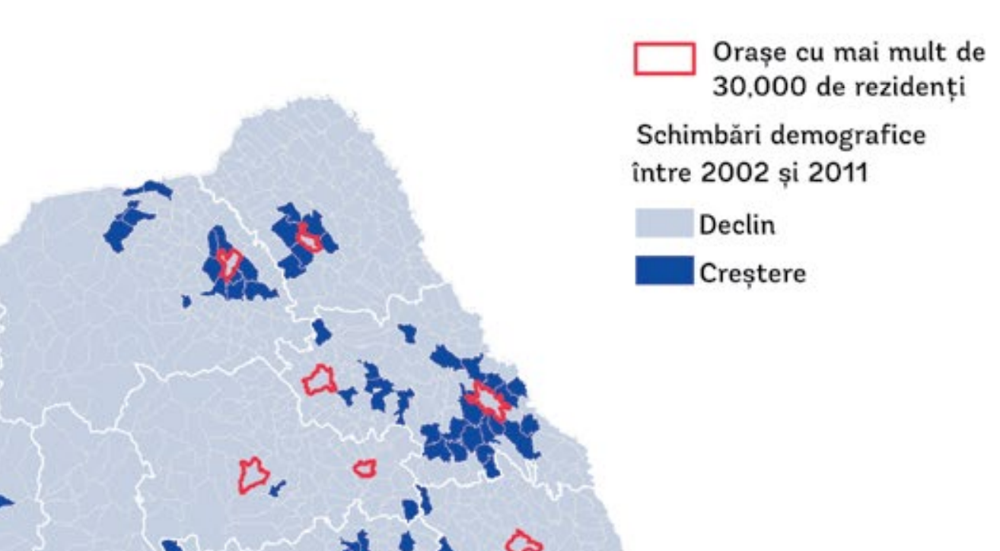 Orașe cu mai mult de
30,000 de rezidenți
Schimbări demografice
între 2002 și 2011
Declin
Creștere